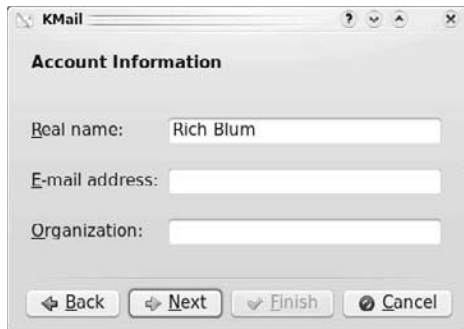 KMail
Account Information
Real name: Rich Blum
E-mail address:
Organization:
Back Next Finish Cancel